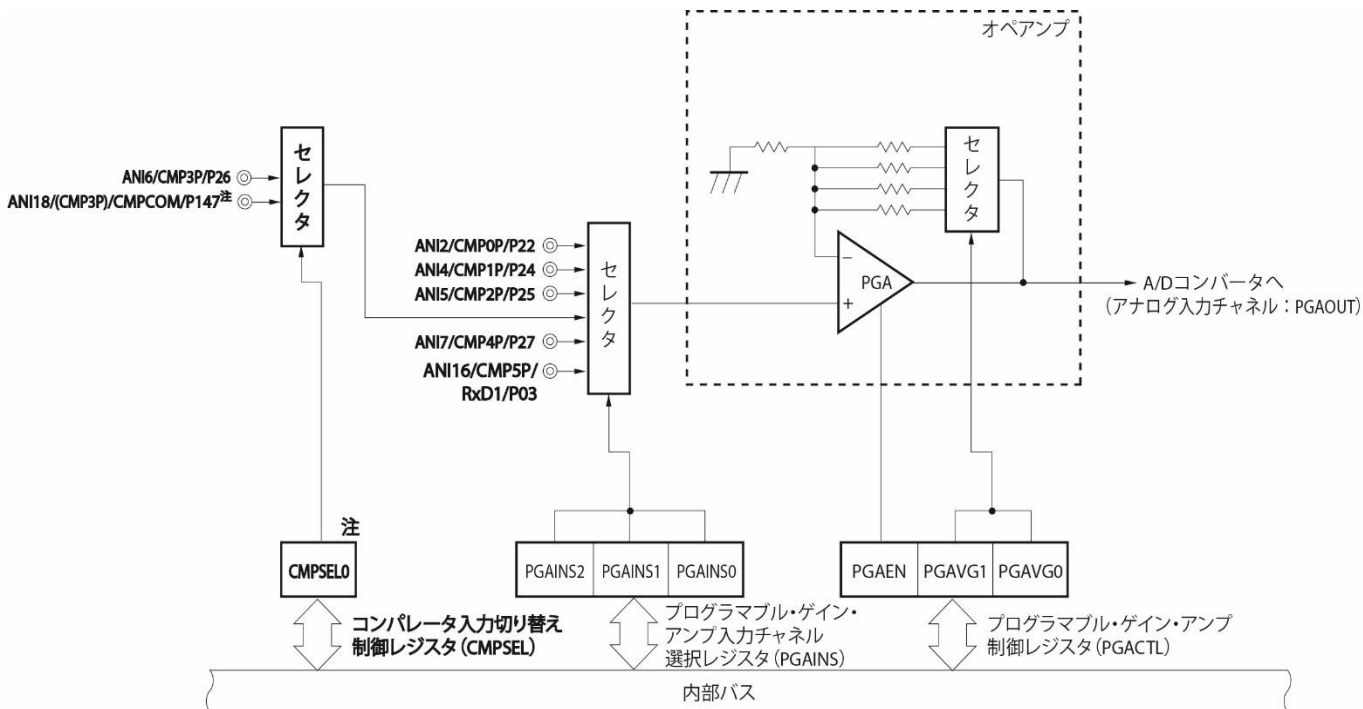 オペアンプ
セレクタ
ANI6/CMP3P/P26
ANI18/(CMP3P)/CMPCOM/P147注
セレクタ
ANI2/CMP0P/P22
ANI4/CMP1P/P24
ANI5/CMP2P/P25
ANI7/CMP4P/P27
ANI16/CMP5P/
RxD1/P03
セレクタ
−
PGA
+
A/Dコンバータへ
(アナログ入力チャネル:PGAOUT)
注
CMPSEL0
PGAINS2 PGAINS1 PGAINS0
PGAEN PGAVG1 PGAVG0
コンパレータ入力切り替え
制御レジスタ(CMPSEL)
プログラマブル・ゲイン・
アンプ入力チャネル
選択レジスタ(PGAINS)
プログラマブル・ゲイン・アンプ
制御レジスタ(PGACTL)
内部バス